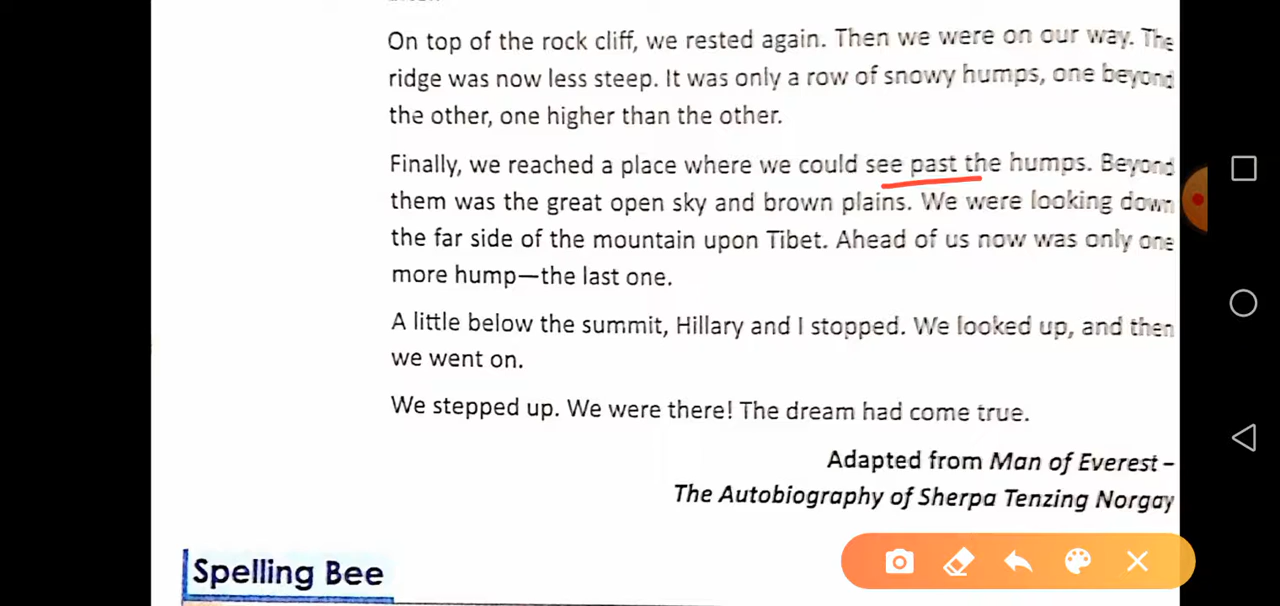 On top of the rock cliff, we rested again. Then we were on our way. The
ridge was now less steep. It was only a row of snowy humps, one beyond
the other, one higher than the other.
Finally, we reached a place where we could see past the humps. Beyond
them was the great open sky and brown plains. We were looking down
the far side of the mountain upon Tibet. Ahead of us now was only one
more hump—the last one.
A little below the summit, Hillary and I stopped. We looked up, and then
we went on.
We stepped up. We were there! The dream had come true.
Adapted from Man of Everest –
The Autobiography of Sherpa Tenzing Norgay
Spelling Bee